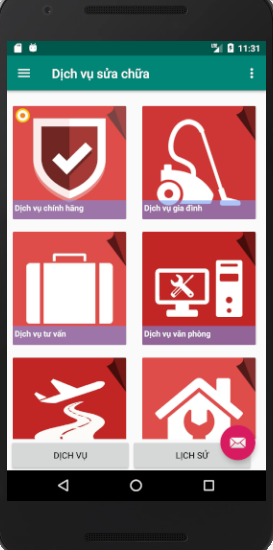 11:31
Dịch vụ sửa chữa
Dịch vụ chính hãng
Dịch vụ gia đình
Dịch vụ tư vấn
Dịch vụ văn phòng
DỊCH VỤ
LỊCH SỬ